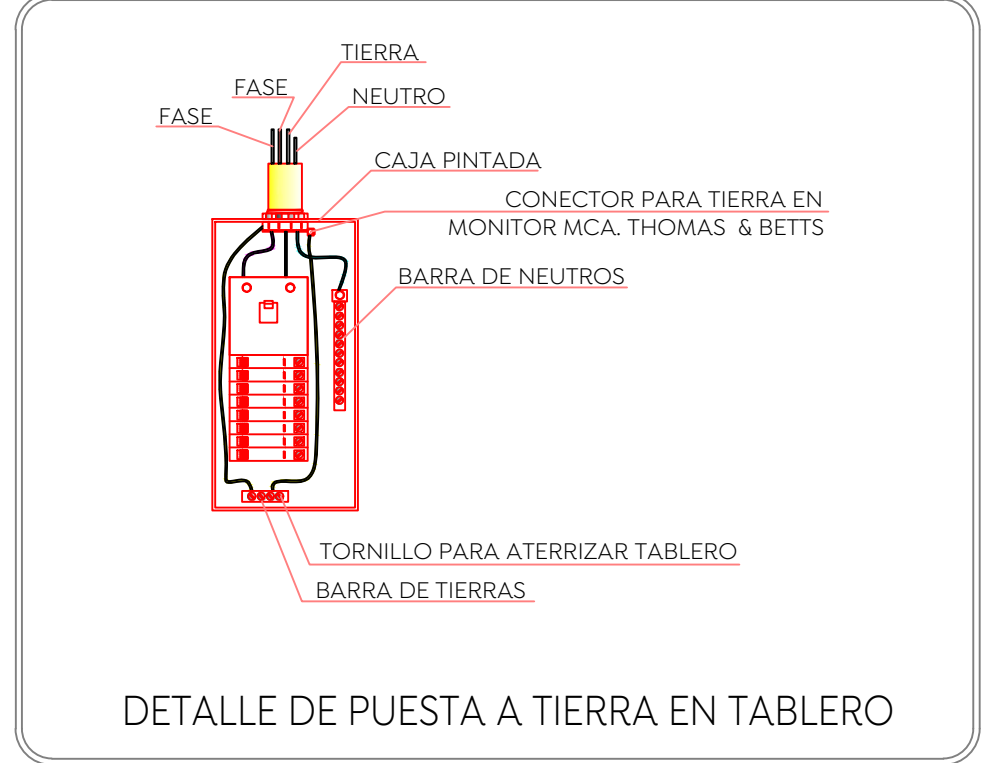 TIERRA
FASE
NEUTRO
FASE
CAJA PINTADA
CONECTOR PARA TIERRA EN
MONITOR MCA. THOMAS & BETTS
BARRA DE NEUTROS
TORNILLO PARA ATERRIZAR TABLERO
BARRA DE TIERRAS
DETALLE DE PUESTA A TIERRA EN TABLERO